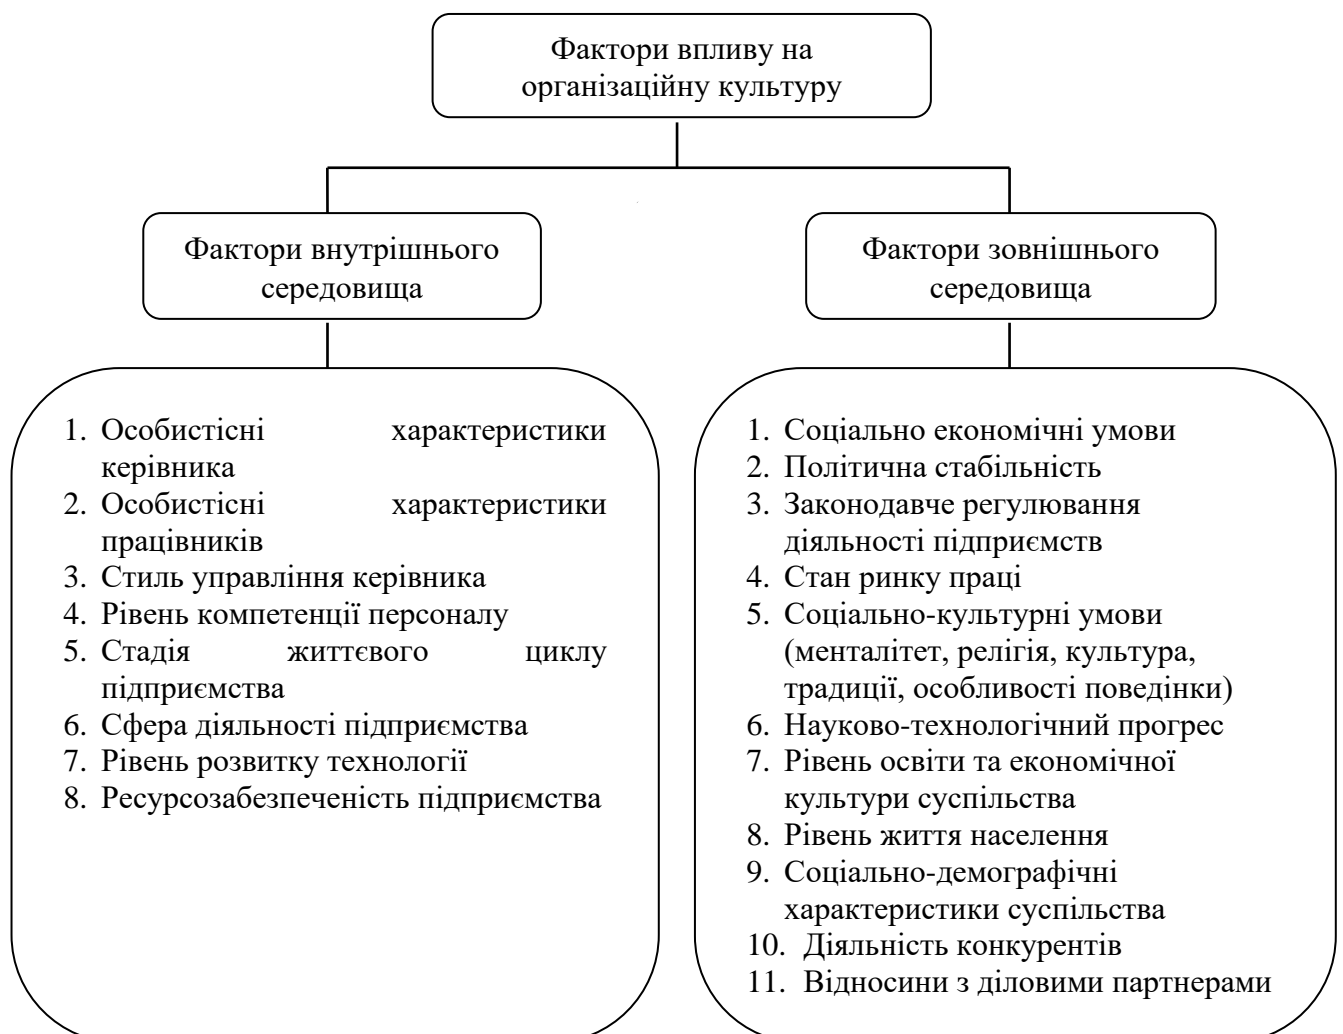 Фактори впливу на
організаційну культуру
Фактори внутрішнього
середовища
Фактори зовнішнього
середовища
1. Особистісні характеристики
керівника
2. Особистісні характеристики
працівників
3. Стиль управління керівника
4. Рівень компетенції персоналу
5. Стадія життєвого циклу
підприємства
6. Сфера діяльності підприємства
7. Рівень розвитку технології
8. Ресурсозабезпеченість підприємства
1. Соціально економічні умови
2. Політична стабільність
3. Законодавче регулювання
діяльності підприємств
4. Стан ринку праці
5. Соціально-культурні умови
(менталітет, релігія, культура,
традиції, особливості поведінки)
6. Науково-технологічний прогрес
7. Рівень освіти та економічної
культури суспільства
8. Рівень життя населення
9. Соціально-демографічні
характеристики суспільства
10. Діяльність конкурентів
11. Відносини з діловими партнерами